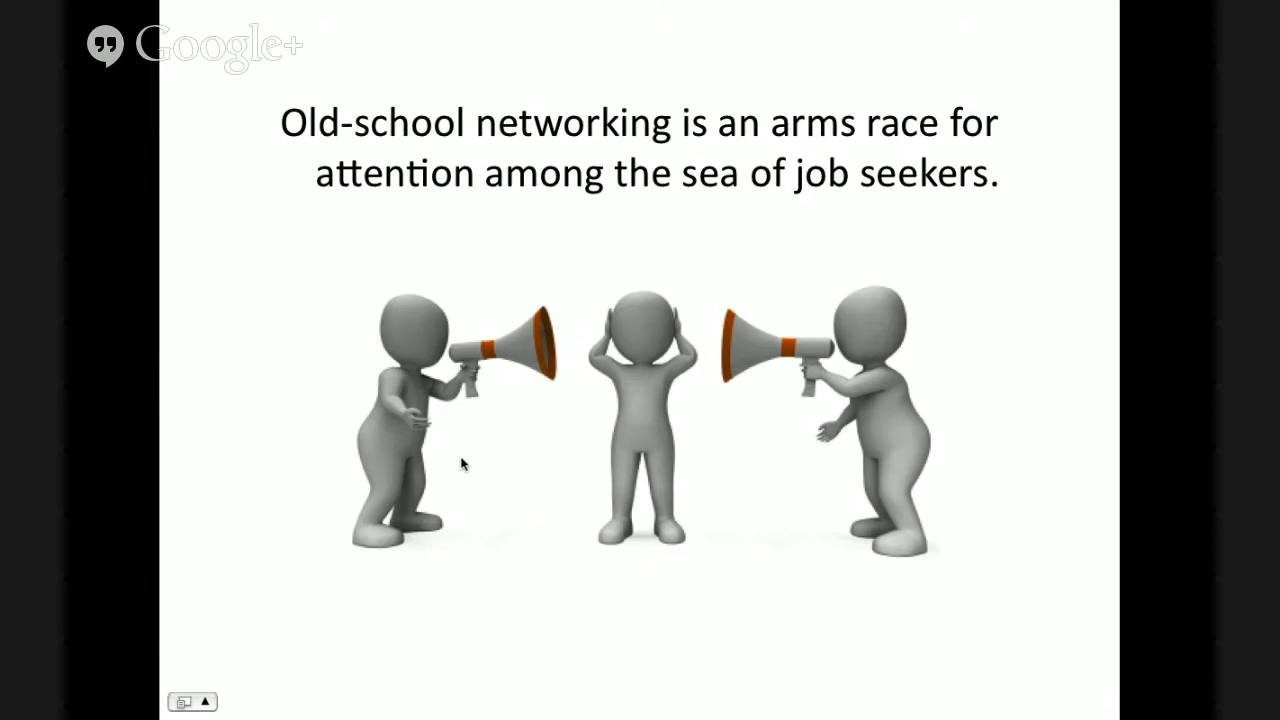 Google+
Old-school networking is an arms race for
attention among the sea of job seekers.